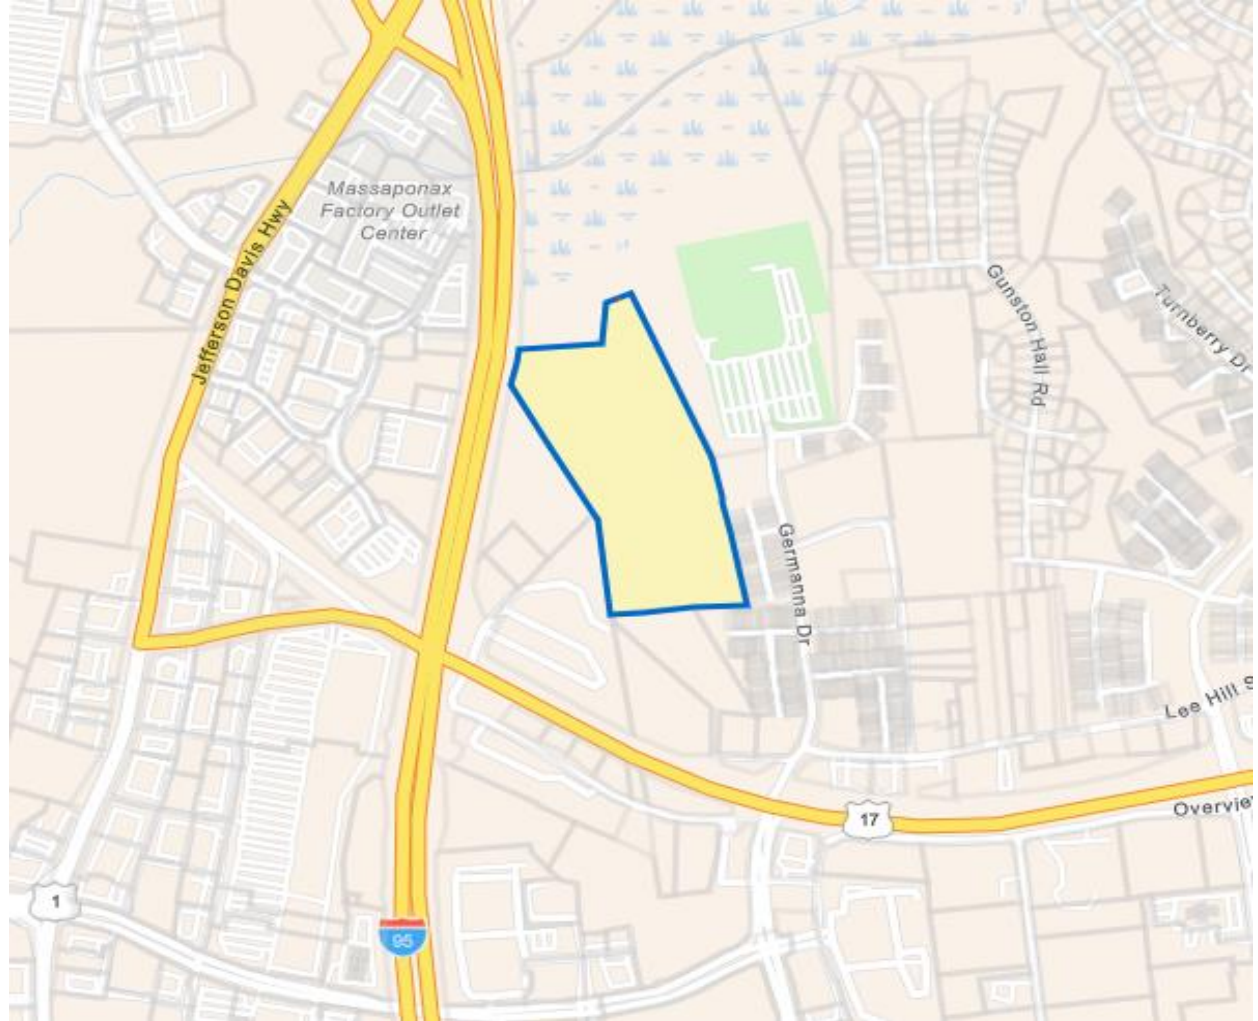 Massaponax
Factory Outlet
Center
Jefferson Davis Hwy
Gunston Hall Rd
Turnberry Dr
Germanna Dr
Lee Hill S
17
Overvie
1
95